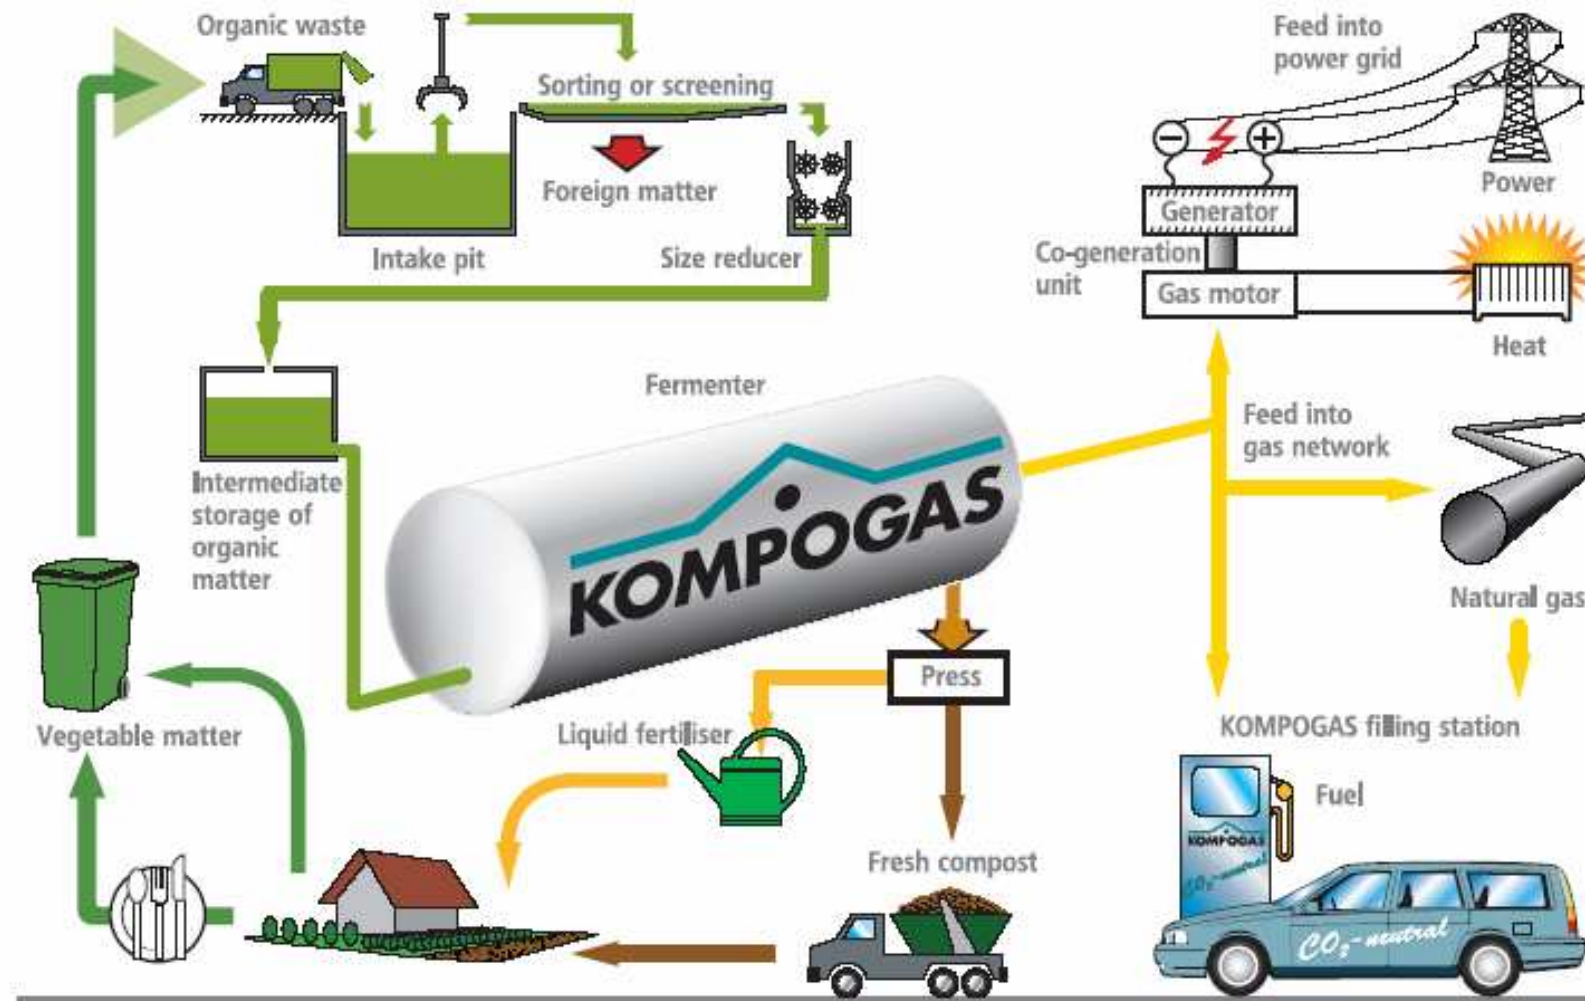 Organic waste
Sorting or screening
Foreign matter
Intake pit
Size reducer
Feed into
power grid
Power
Generator
Co-generation
unit
Gas motor
Heat
Fermenter
Intermediate
storage of
organic
matter
KOMPOGAS
Feed into
gas network
Natural gas
Press
Vegetable matter
Liquid fertiliser
KOMPOGAS filling station
Fuel
KOMPOGAS
CO₂-neutral
Fresh compost
CO₂-neutral